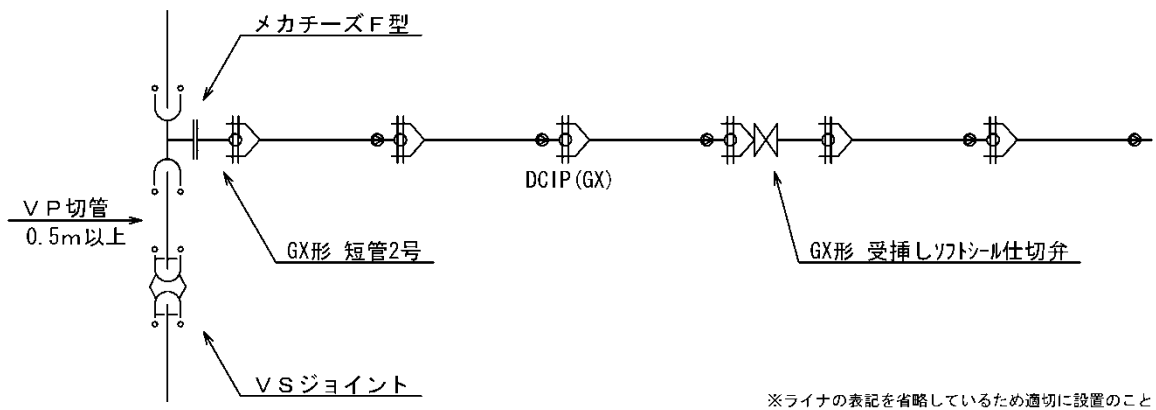 メカチーズF型
DCIP(GX)
VP切管
0.5m以上
GX形 短管2号
GX形 受挿しソフトシール仕切弁
VSジョイント
※ライナの表記を省略しているため適切に設置のこと